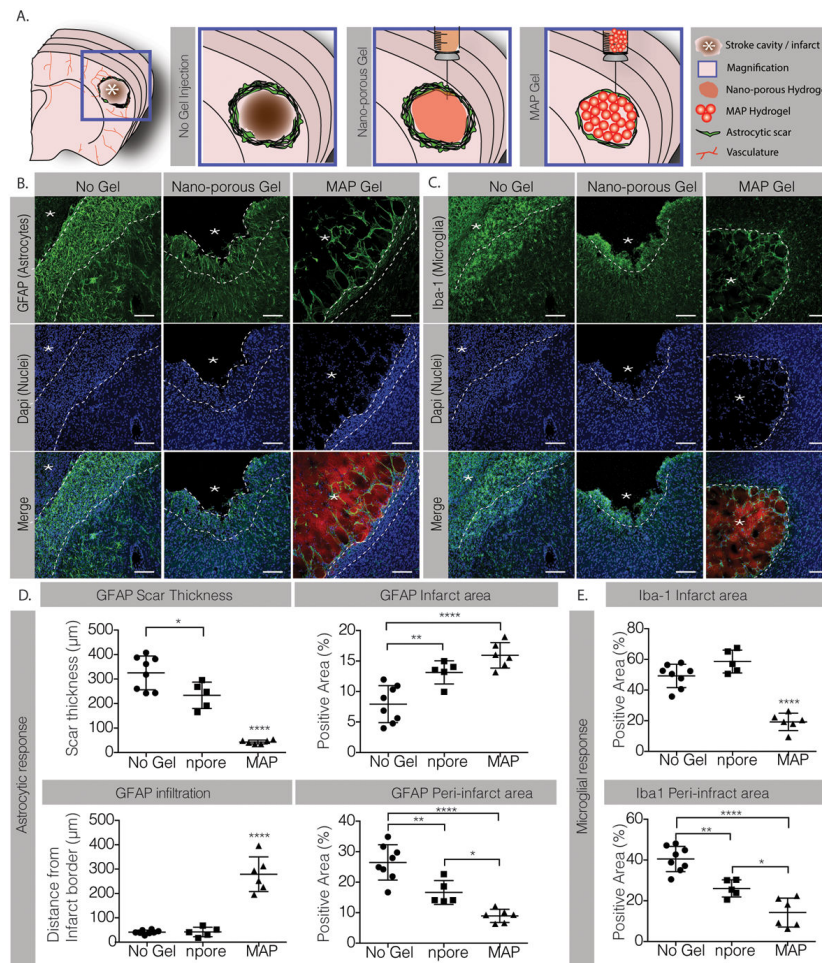 A.
No Gel Injection
Nano-porous Gel
MAP Gel
*
Stroke cavity / infarct
Magnification
Nano-porous Hydrogel
MAP Hydrogel
Astrocytic scar
Vasculature
B.
No Gel
Nano-porous Gel
MAP Gel
GFAP (Astrocytes)
Dapi (Nuclei)
Merge
C.
No Gel
Nano-porous Gel
MAP Gel
Iba-1 (Microglia)
Dapi (Nuclei)
Merge
D.
Astrocytic response
GFAP Scar Thickness
Scar thickness (µm)
500
400
300
200
100
0
*
****
No Gel npore MAP
GFAP Infarct area
Positive Area (%)
20
15
10
5
0
****
**
No Gel npore MAP
GFAP infiltration
Distance from
Infarct border (µm)
500
400
300
200
100
0
****
No Gel npore MAP
GFAP Peri-infarct area
Positive Area (%)
40
30
20
10
0
****
**
*
No Gel npore MAP
E.
Microglial response
Iba-1 Infarct area
Positive Area (%)
80
60
40
20
0
****
No Gel npore MAP
Iba1 Peri-infract area
Positive Area (%)
60
40
20
0
****
**
*
No Gel npore MAP